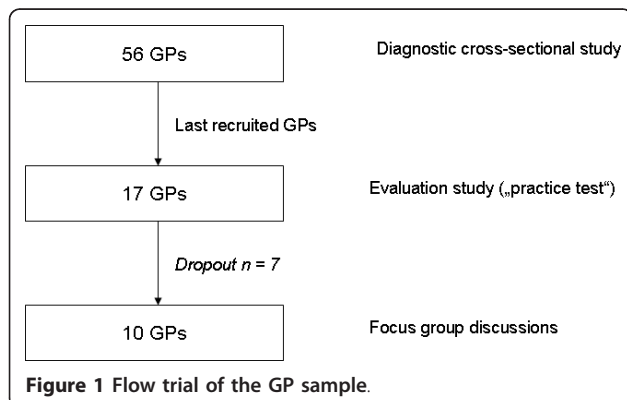 56 GPs
Diagnostic cross-sectional study
Last recruited GPs
17 GPs
Evaluation study („practice test“)
Dropout n = 7
10 GPs
Focus group discussions
Figure 1 Flow trial of the GP sample.